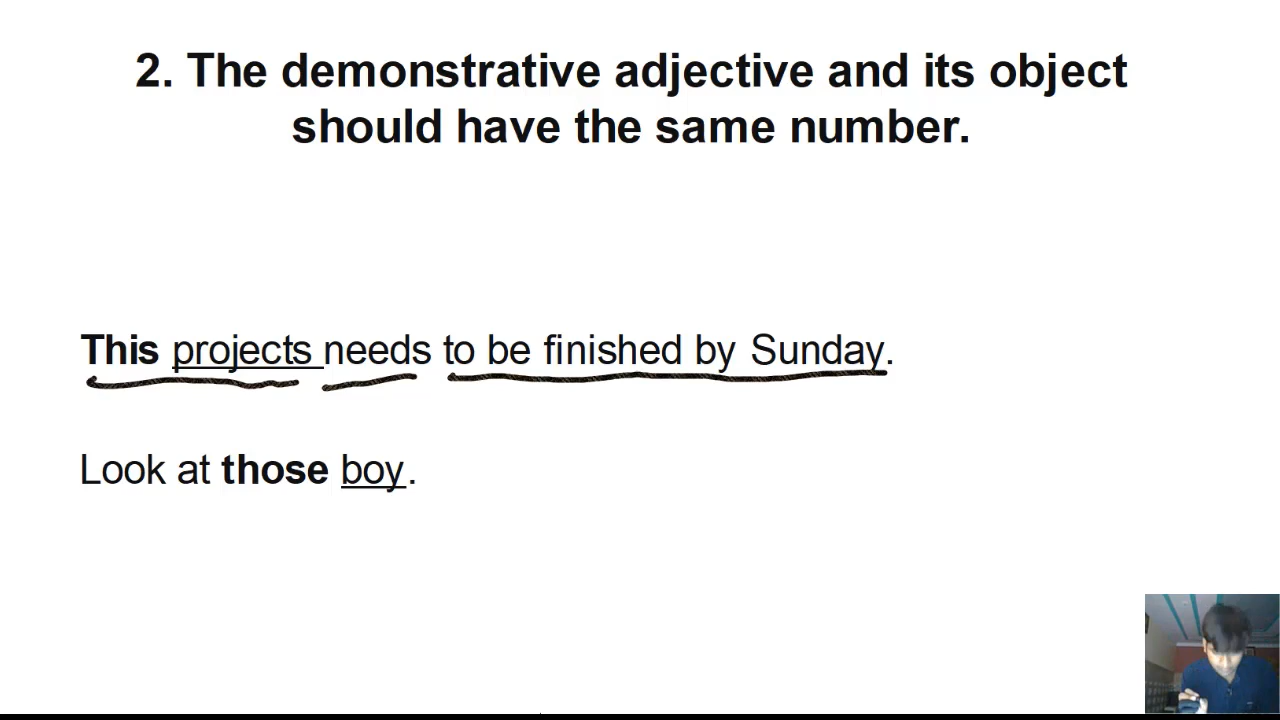 2. The demonstrative adjective and its object
should have the same number.
This projects needs to be finished by Sunday.
Look at those boy.